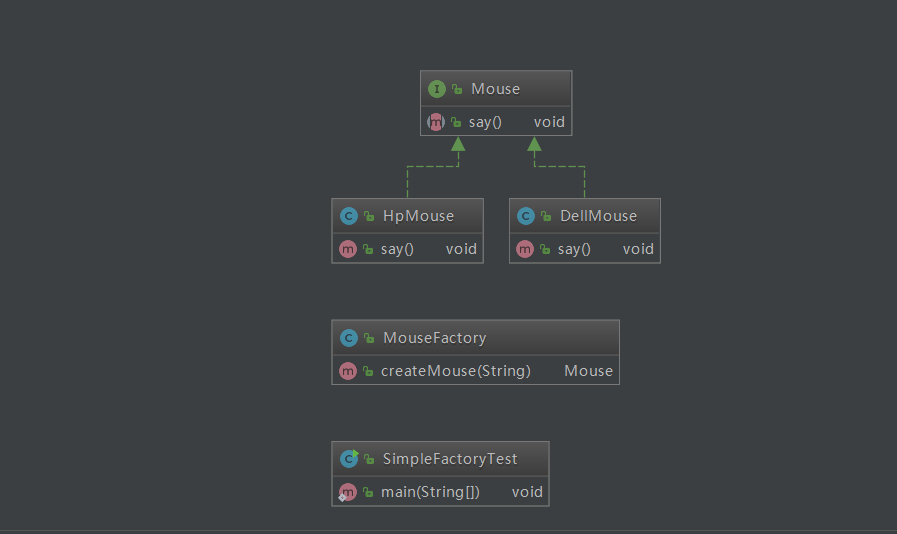 Mouse
say() void
HpMouse
say() void
DellMouse
say() void
MouseFactory
createMouse(String) Mouse
SimpleFactoryTest
main(String[]) void